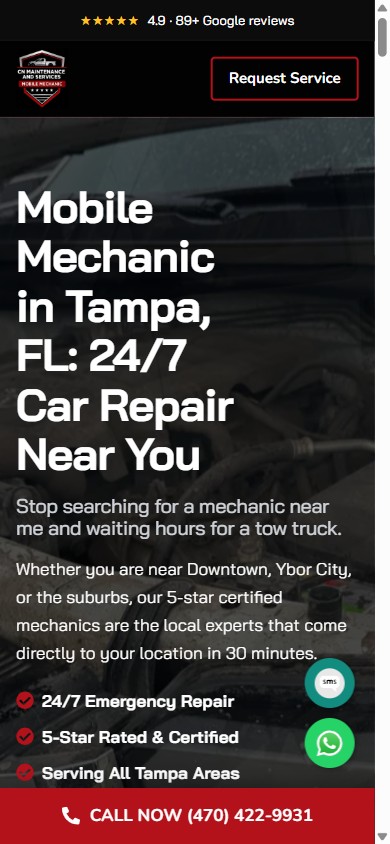 ★★★★★ 4.9 · 89+ Google reviews
CN MAINTENANCE
AND SERVICES
MOBILE MECHANIC
Request Service
Mobile
Mechanic
in Tampa,
FL: 24/7
Car Repair
Near You
Stop searching for a mechanic near
me and waiting hours for a tow truck.
Whether you are near Downtown, Ybor City,
or the suburbs, our 5-star certified
mechanics are the local experts that come
directly to your location in 30 minutes.
sms
24/7 Emergency Repair
5-Star Rated & Certified
Serving All Tampa Areas
CALL NOW (470) 422-9931